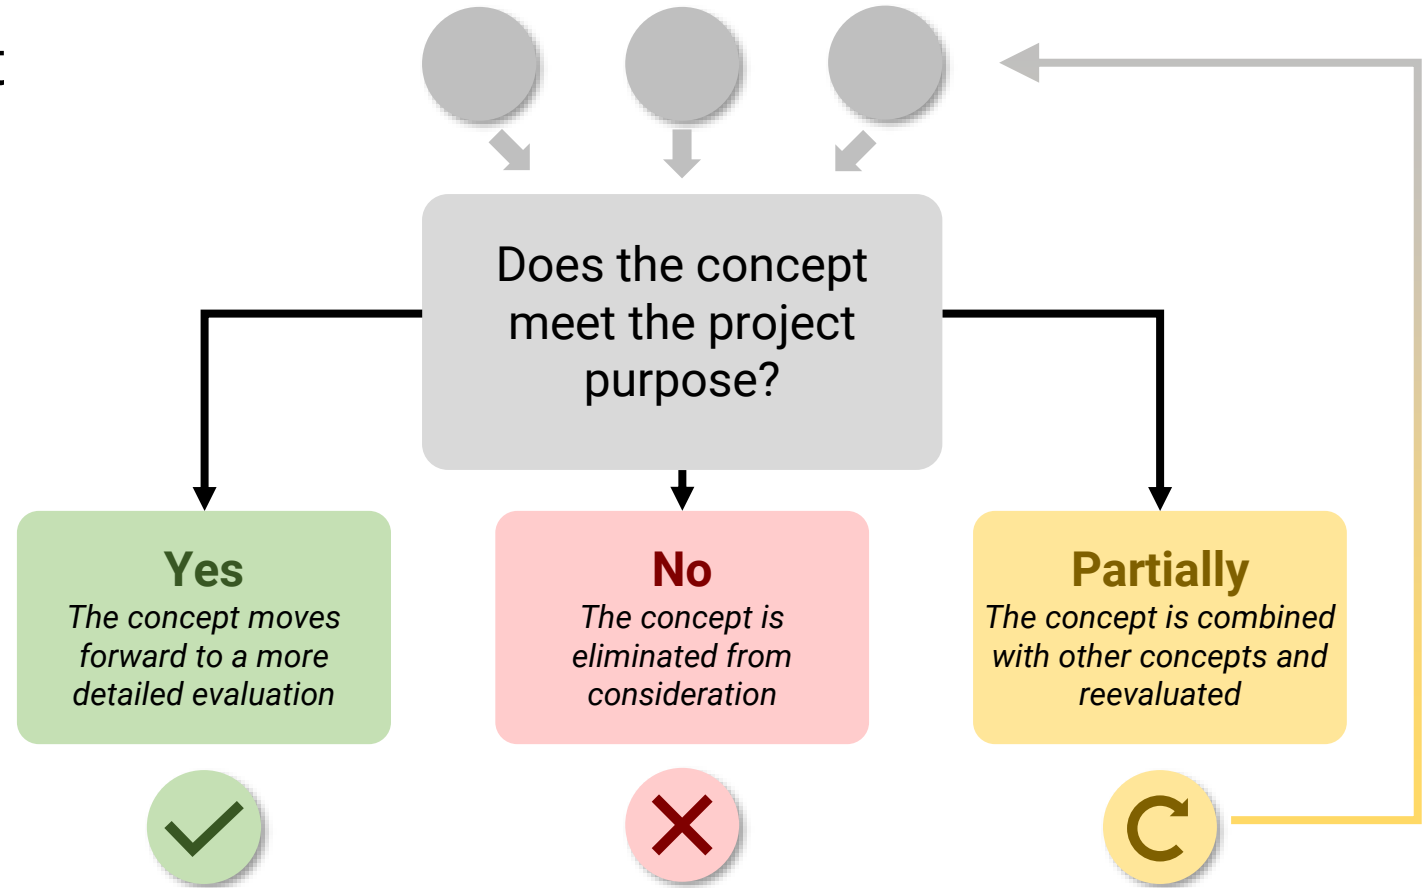 t
Does the concept
meet the project
purpose?
Yes
The concept moves
forward to a more
detailed evaluation
No
The concept is
eliminated from
consideration
Partially
The concept is combined
with other concepts and
reevaluated